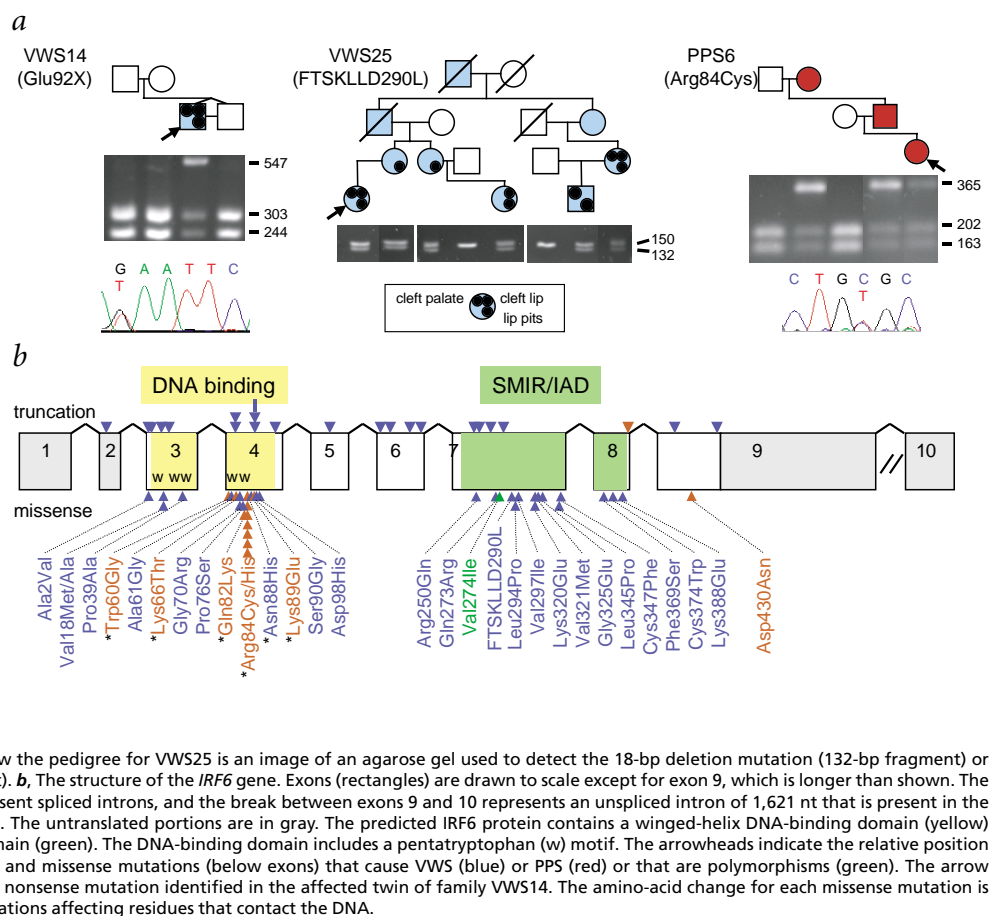 a
VWS14
(Glu92X)
VWS25
(FTSKLLD290L)
PPS6
(Arg84Cys)
547
303
244
150
132
365
202
163
G A A T T C
T
cleft palate
cleft lip
lip pits
C T G C G C
T
b
DNA binding
SMIR/IAD
truncation
1 2 3 4 5 6 7 8 9 10
w ww ww
missense
Ala2Val
Val18Met/Ala
Pro39Ala
*Trp60Gly
Ala61Gly
*Lys66Thr
Gly70Arg
Pro76Ser
*Gln82Lys
*Arg84Cys/His
*Asn88His
*Lys89Glu
Ser90Gly
Asp98His
Arg250Gln
Gln273Arg
Val274Ile
FTSKLLD290L
Leu294Pro
Val297Ile
Lys320Glu
Val321Met
Gly325Glu
Leu345Pro
Cys347Phe
Phe369Ser
Cys374Trp
Lys388Glu
Asp430Asn
w the pedigree for VWS25 is an image of an agarose gel used to detect the 18-bp deletion mutation (132-bp fragment) or
). b, The structure of the IRF6 gene. Exons (rectangles) are drawn to scale except for exon 9, which is longer than shown. The
sent spliced introns, and the break between exons 9 and 10 represents an unspliced intron of 1,621 nt that is present in the
. The untranslated portions are in gray. The predicted IRF6 protein contains a winged-helix DNA-binding domain (yellow)
ain (green). The DNA-binding domain includes a pentatryptophan (w) motif. The arrowheads indicate the relative position
and missense mutations (below exons) that cause VWS (blue) or PPS (red) or that are polymorphisms (green). The arrow
nonsense mutation identified in the affected twin of family VWS14. The amino-acid change for each missense mutation is
ations affecting residues that contact the DNA.